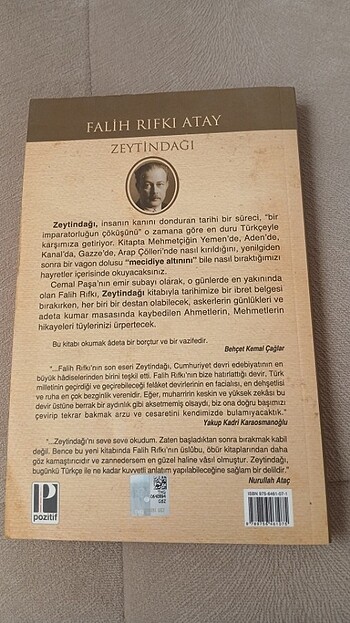 FALİH RIFKI ATAY
ZEYTİNDAĞI
Zeytindağı, insanın kanını donduran tarihi bir süreci, "bir
imparatorluğun çöküşünü" o zamana göre en duru Türkçeyle
karşımıza getiriyor. Kitapta Mehmetçiğin Yemen'de, Aden'de,
Kanal'da, Gazze'de, Arap Çölleri'nde nasıl kırıldığını, yenilgiden
sonra bir vagon dolusu "mecidiye altınını" bile nasıl bıraktığımızı
hayretler içerisinde okuyacaksınız.
Cemal Paşa'nın emir subayı olarak, o günlerde en yakınında
olan Falih Rıfkı, Zeytindağı kitabıyla tarihimize bir ibret belgesi
bırakırken, her biri bir destan olabilecek, askerlerin günlükleri ve
adeta kumar masasında kaybedilen Ahmetlerin, Mehmetlerin
hikayeleri tüylerinizi ürpertecek.
Bu kitabı okumak âdeta bir borçtur ve bir vazifedir.
Behçet Kemal Çağlar
"...Falih Rıfkı'nın son eseri Zeytindağı, Cumhuriyet devri edebiyatının en
büyük hâdiselerinden birini teşkil etti. Falih Rıfkı'nın bize hatırlattığı devir, Türk
milletinin geçirdiği ve geçirebileceği felâket devirlerinin en facialısı, en dehşetlisi
ve ruha en çok bezginlik verenidir. Eğer, muharririn keskin ve yüksek zekâsı bu
devir üstüne berrak bir aydınlık gibi aksetmemiş olsaydı, biz ona doğru başımızı
çevirip tekrar bakmak arzu ve cesaretini kendimizde bulamıyacaktık."
Yakup Kadri Karaosmanoğlu
"...Zeytindağı'nı seve seve okudum. Zaten başladıktan sonra bırakmak kabil
değil. Bence bu yeni kitabında Falih Rıfkı'nın üslûbu, öbür kitaplarından daha
göz kamaştırıcıdır ve zannedersem en güzel haline vâsıl olmuştur. Zeytindağı,
bugünkü Türkçe ile ne kadar kuvvetli anlatım yapılabileceğine sağlam bir delildir."
Nurullah Ataç
P
pozitif
ISBN 975-6461-07-1